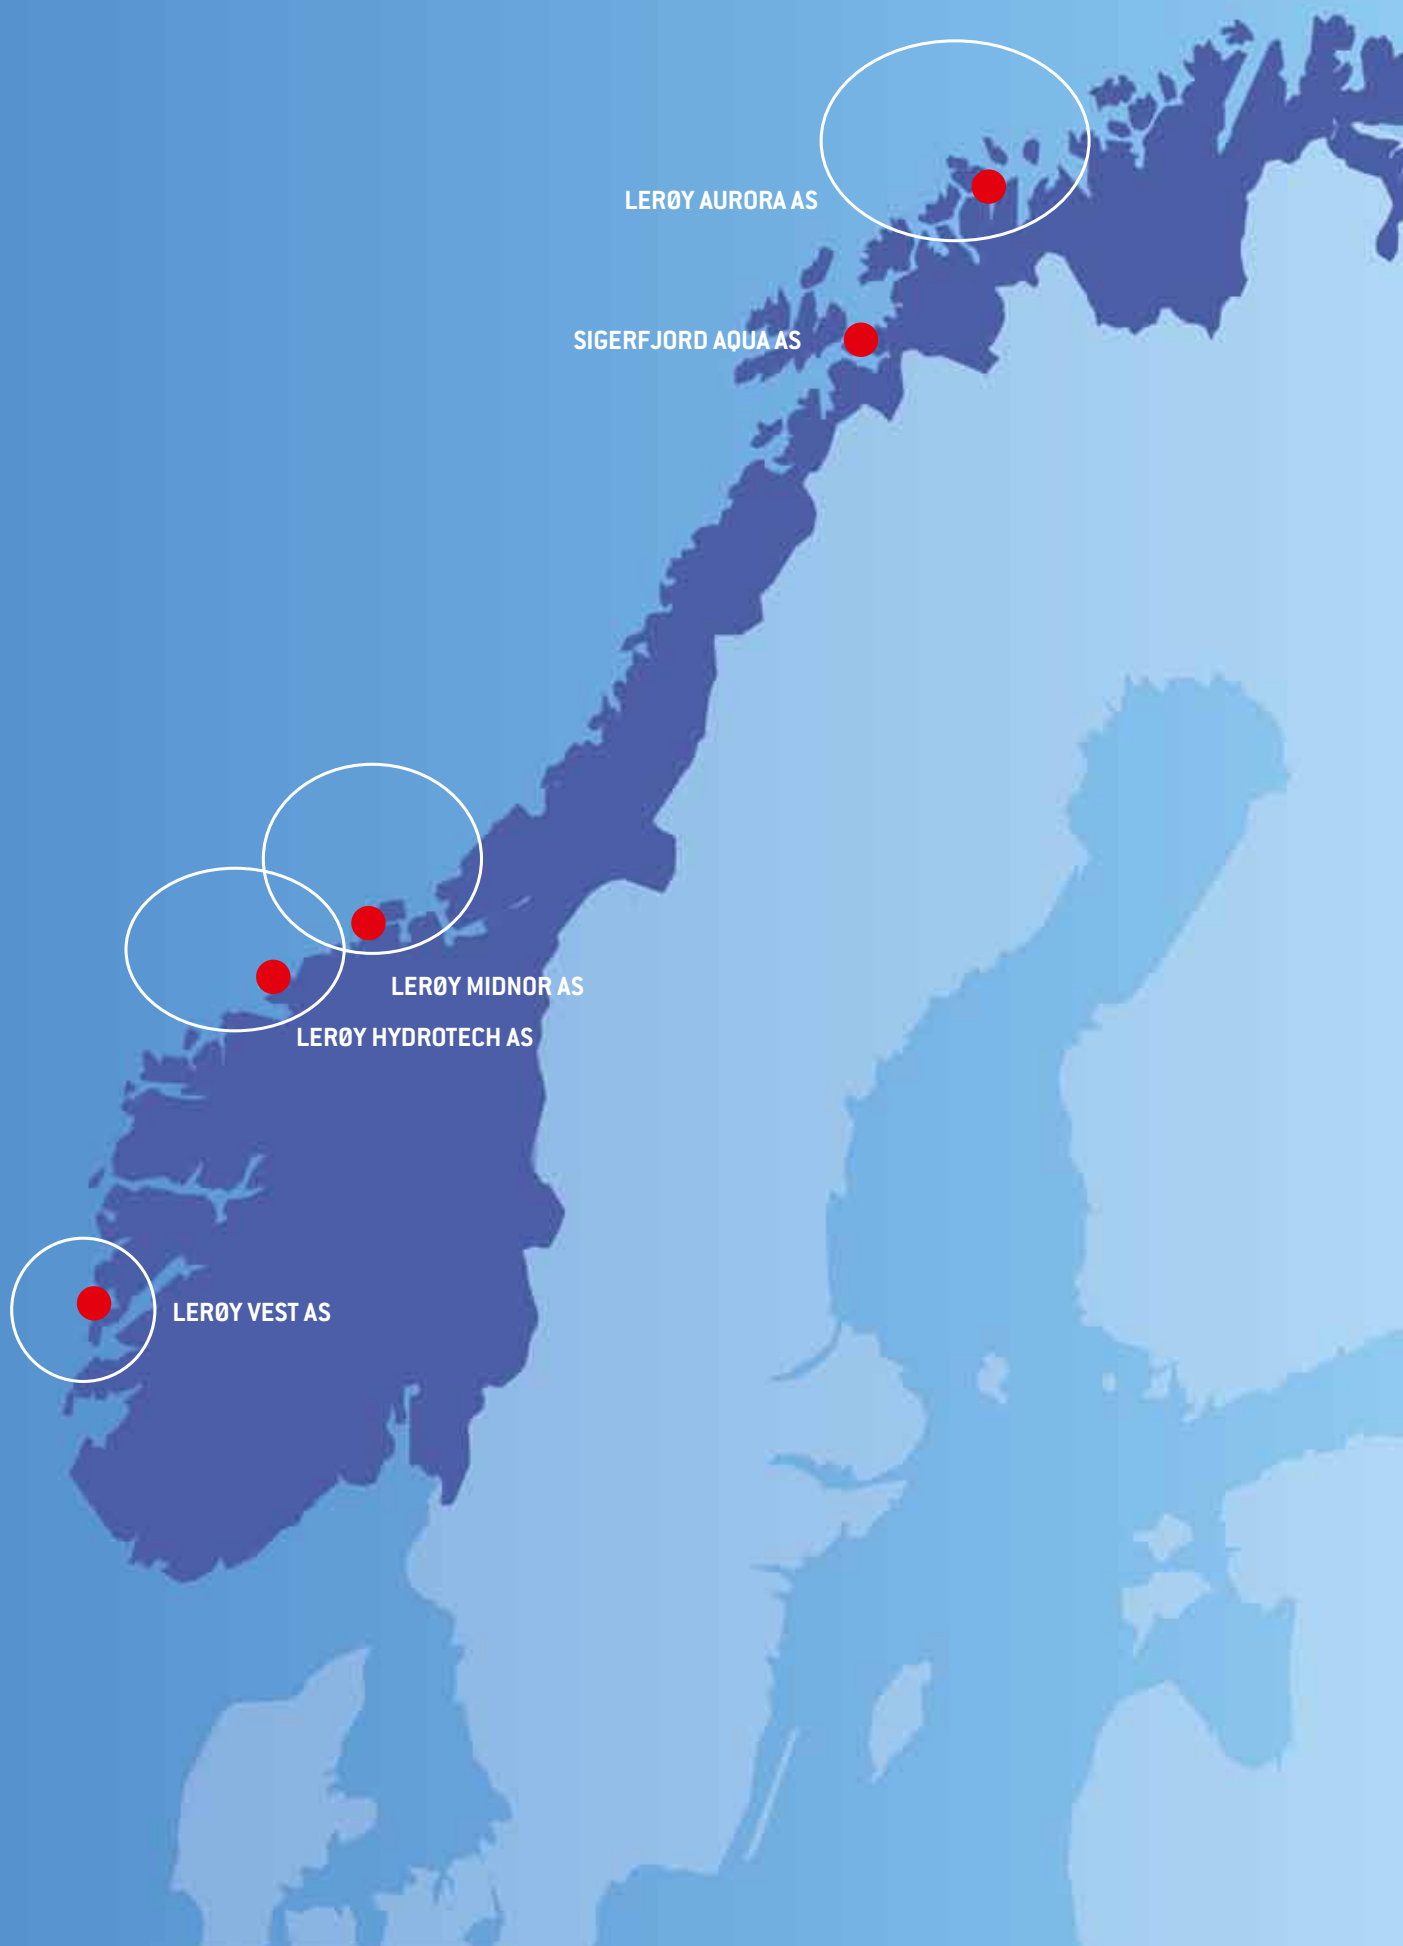 LERØY AURORA AS
SIGERFJORD AQUA AS
LERØY MIDNOR AS
LERØY HYDROTECH AS
LERØY VEST AS